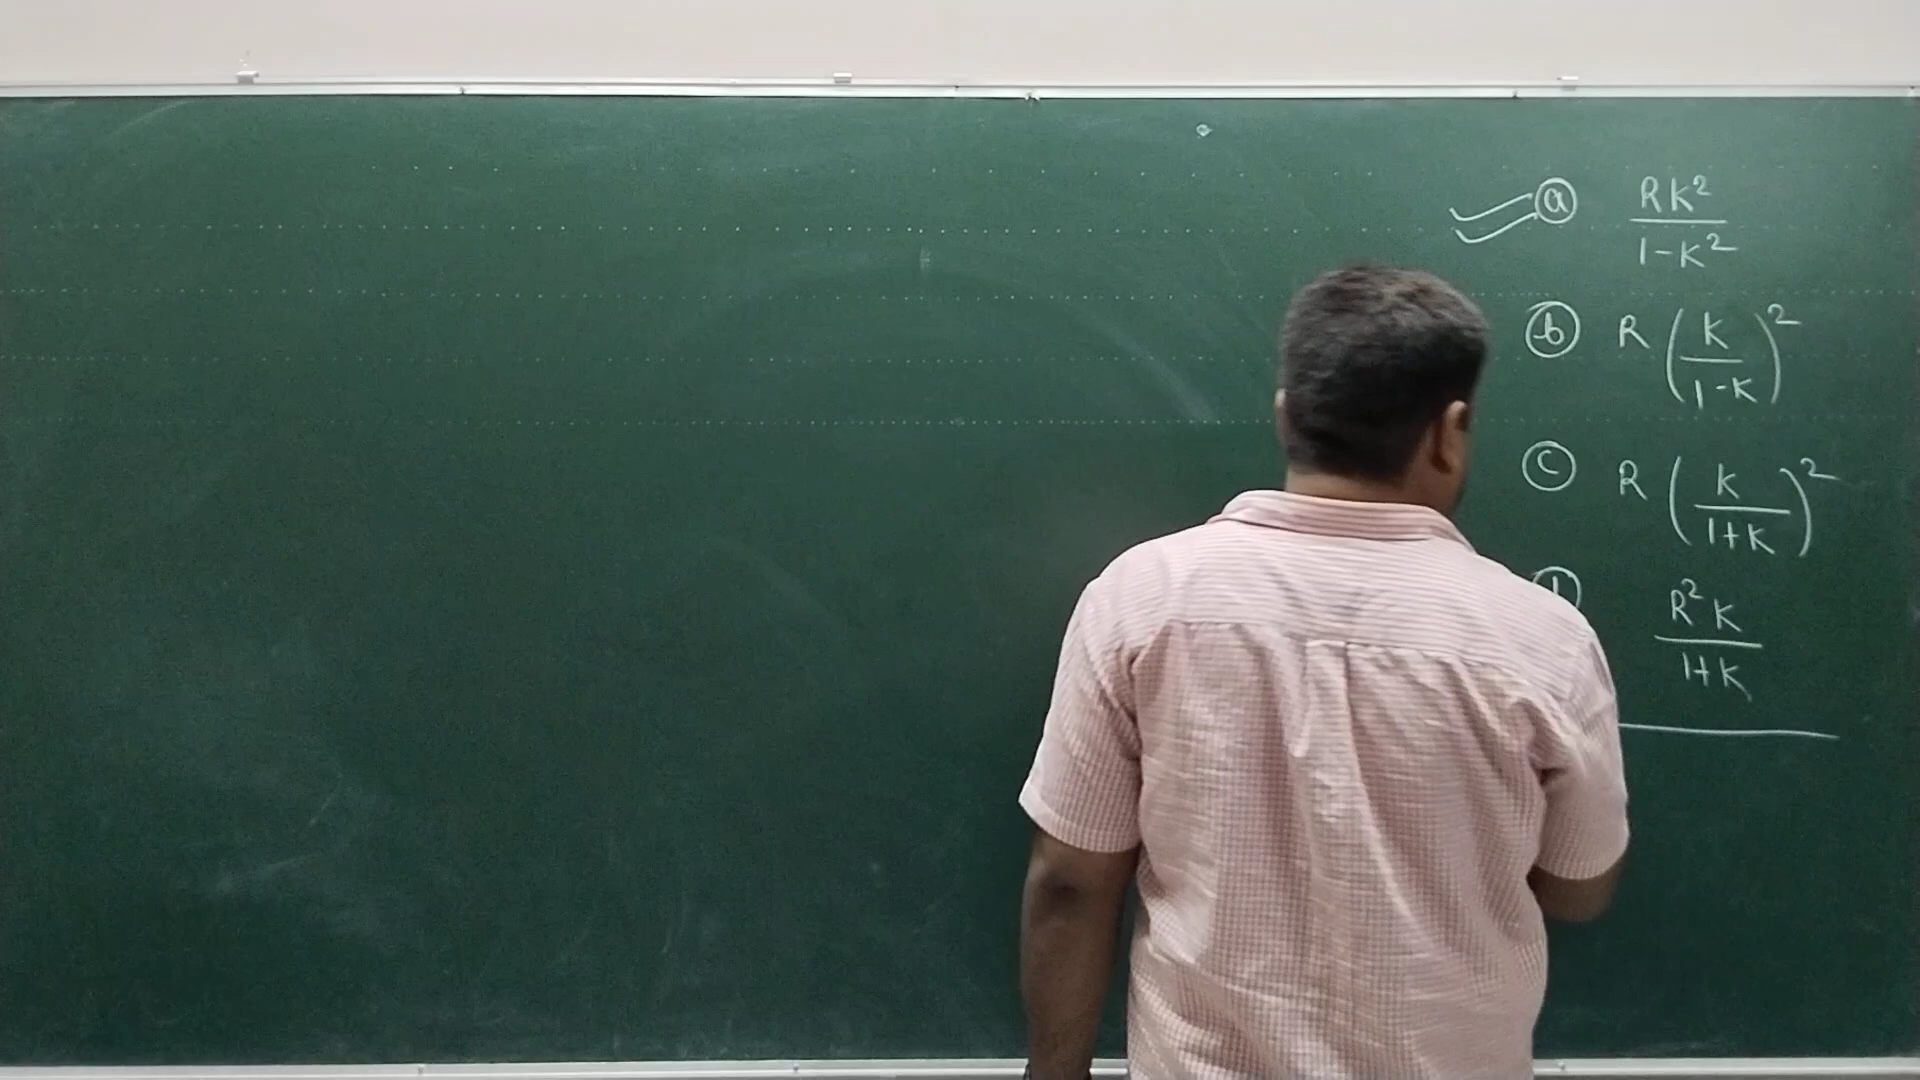 (a) RK²/(1-K²)
(b) R(K/(1-K))²
(c) R(K/(1+K))²
R²K/(1+K)